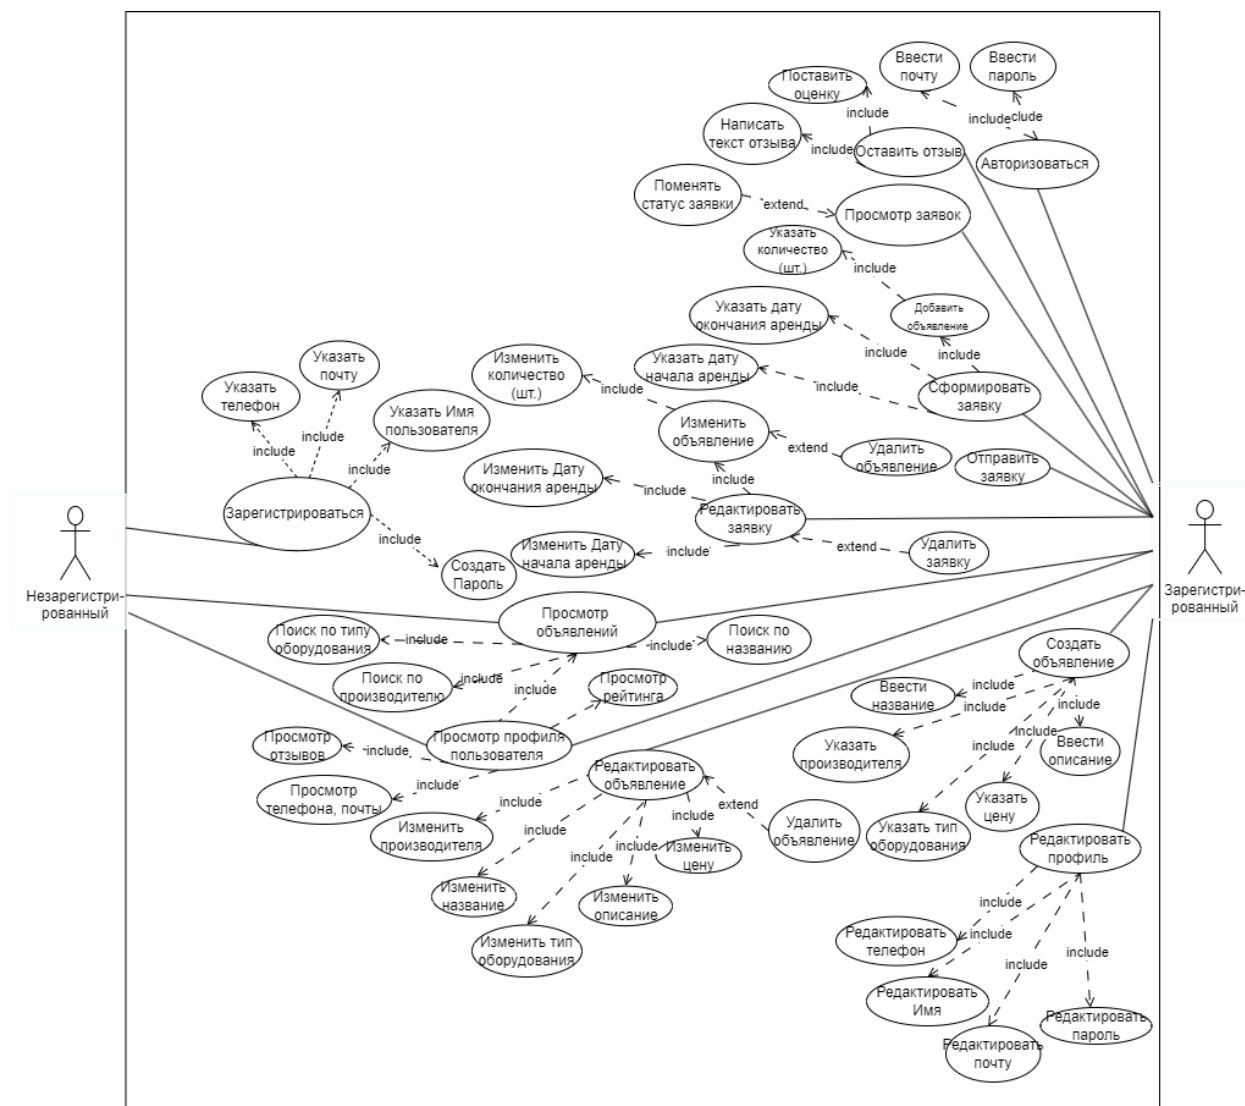 Ввести
почту
Ввести
пароль
Поставить
оценку
include
include
clude
Написать
текст отзыва
include
Оставить отзыв
Авторизоваться
Поменять
статус заявки
extend
Просмотр заявок
Указать
количество
(шт.)
include
Указать дату
окончания аренды
Добавить
объявление
include
include
Указать дату
начала аренды
include
Сформировать
заявку
Изменить
количество
(шт.)
include
Изменить
объявление
extend
Удалить
объявление
Отправить
заявку
Указать
почту
Указать
телефон
Указать Имя
пользователя
include
include
include
Зарегистрироваться
include
Создать
Пароль
Изменить Дату
окончания аренды
include
include
Редактировать
заявку
Изменить Дату
начала аренды
include
extend
Удалить
заявку
Незарегистри-
рованный
Зарегистри-
рованный
Просмотр
объявлений
Поиск по типу
оборудования
include
include
Поиск по
названию
Поиск по
производителю
include
include
Просмотр
рейтинга
Просмотр
отзывов
include
Просмотр профиля
пользователя
Просмотр
телефона, почты
include
Создать
объявление
Ввести
название
include
include
include
Указать
производителя
include
include
Ввести
описание
Указать
цену
Указать тип
оборудования
Редактировать
объявление
extend
Удалить
объявление
include
Изменить
производителя
include
include
include
include
Изменить
цену
Изменить
название
Изменить
описание
Изменить тип
оборудования
Редактировать
профиль
include
Редактировать
телефон
include
include
include
Редактировать
Имя
Редактировать
почту
Редактировать
пароль